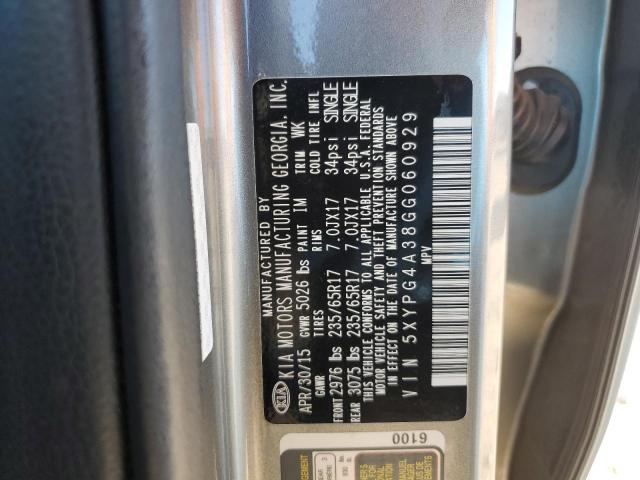 MANUFACTURED BY
KIA KIA MOTORS MANUFACTURING GEORGIA, INC.
APR/30/15 GVWR 5026 lbs PAINT IM TRIM WK
GAWR TIRES RIMS COLD TIRE INFL
FRONT 2976 lbs 235/65R17 7.0JX17 34psi SINGLE
REAR 3075 lbs 235/65R17 7.0JX17 34psi SINGLE
THIS VEHICLE CONFORMS TO ALL APPLICABLE U.S.A. FEDERAL
MOTOR VEHICLE SAFETY AND THEFT PREVENTION STANDARDS
IN EFFECT ON THE DATE OF MANUFACTURE SHOWN ABOVE
VIN 5XYPG4A38GG060929
MPV
6100